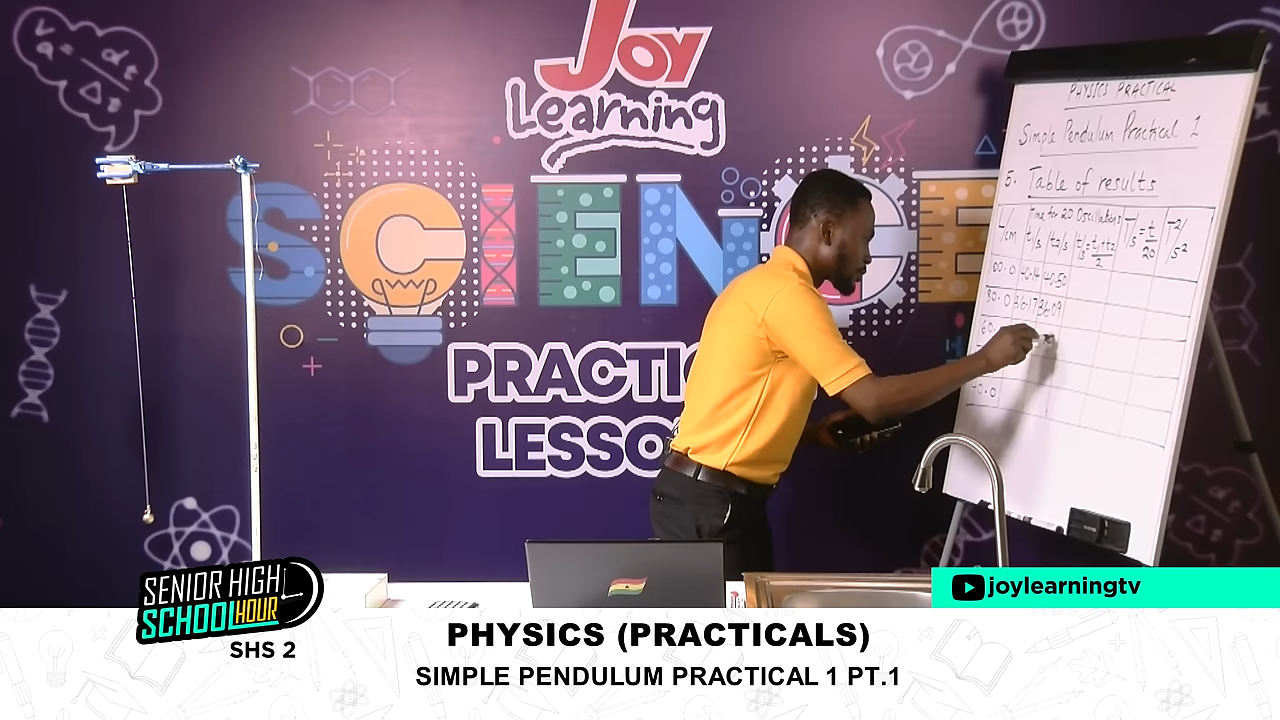 JOY
Learning
SCIENCE
PRACTIC
LESSO
PHYSICS PRACTICAL
Simple Pendulum Practical 1
5. Table of results
L/cm
Time for 20 Oscillations
t1/s
t2/s
t/s = t1+t2/2
T/s = t/20
T2/s2
100.0 40.14 40.50
80.0 36.17 36.09
60.
40.0
SENIOR HIGH
SCHOOL HOUR
SHS 2
joylearningtv
PHYSICS (PRACTICALS)
SIMPLE PENDULUM PRACTICAL 1 PT.1